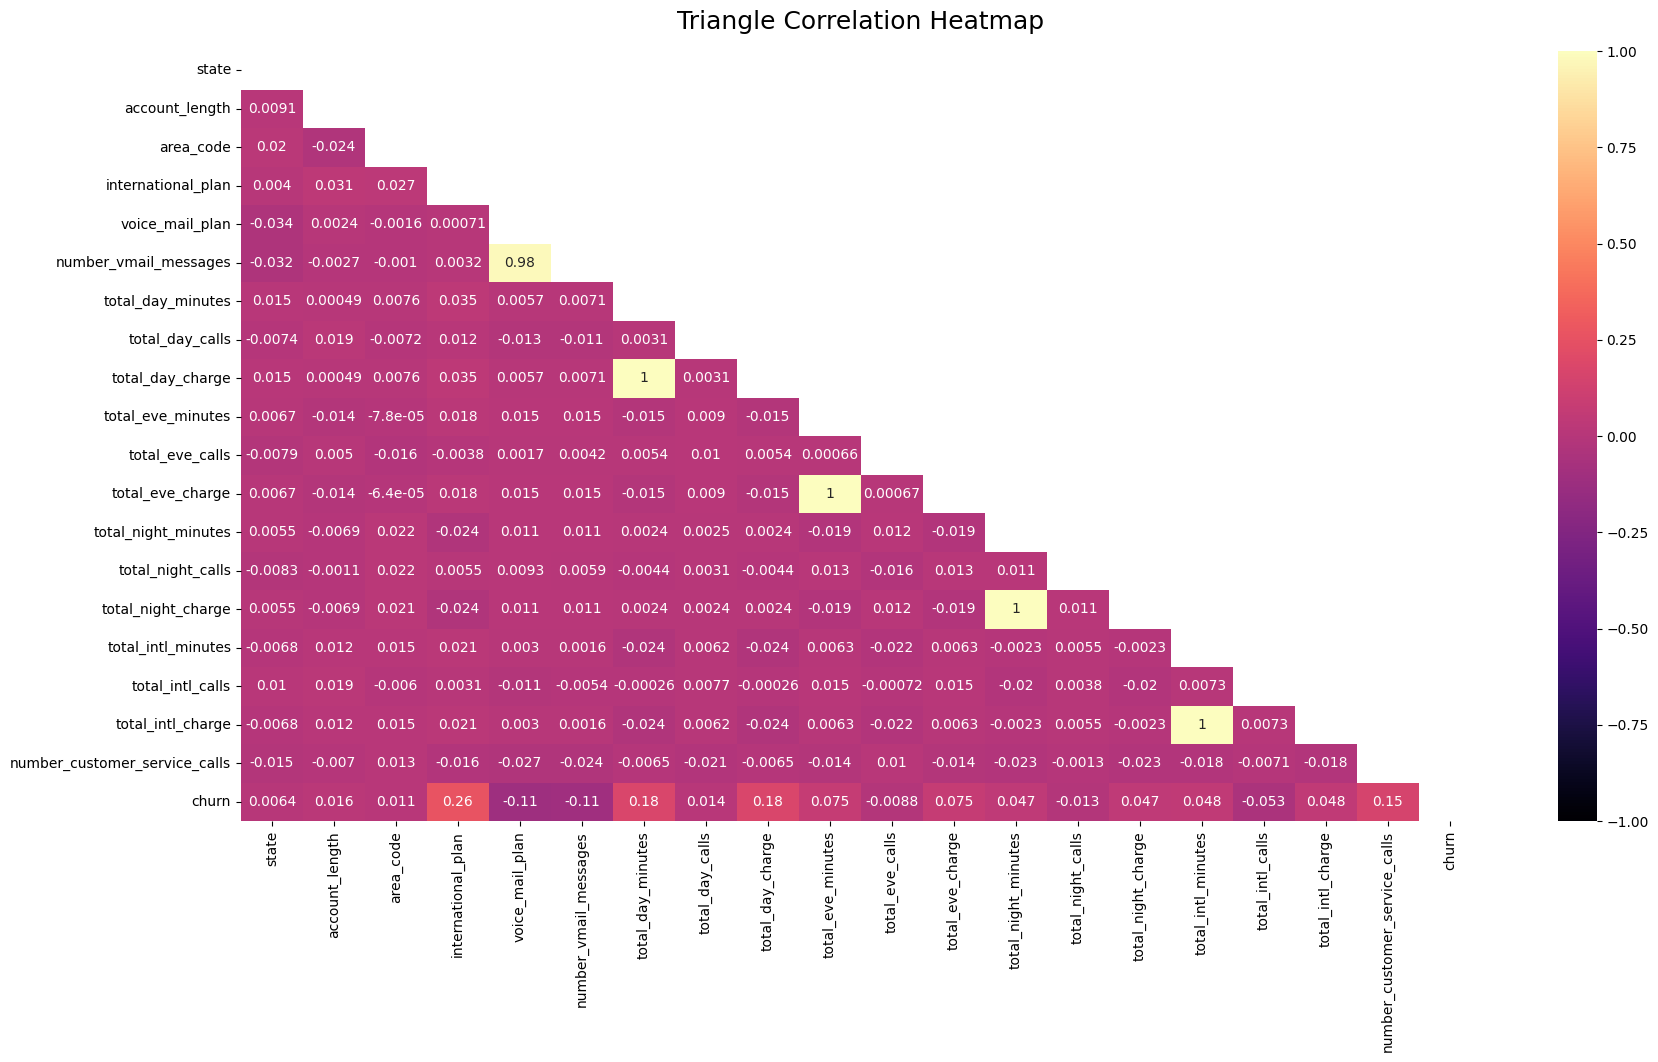 Triangle Correlation Heatmap
state
account_length 0.0091
area_code 0.02 -0.024
international_plan 0.004 0.031 0.027
voice_mail_plan -0.034 0.0024 -0.0016 0.00071
number_vmail_messages -0.032 -0.0027 -0.001 0.0032 0.98
total_day_minutes 0.015 0.00049 0.0076 0.035 0.0057 0.0071
total_day_calls -0.0074 0.019 -0.0072 0.012 -0.013 -0.011 0.0031
total_day_charge 0.015 0.00049 0.0076 0.035 0.0057 0.0071 1 0.0031
total_eve_minutes 0.0067 -0.014 -7.8e-05 0.018 0.015 0.015 -0.015 0.009 -0.015
total_eve_calls -0.0079 0.005 -0.016 -0.0038 0.0017 0.0042 0.0054 0.01 0.0054 0.00066
total_eve_charge 0.0067 -0.014 -6.4e-05 0.018 0.015 0.015 -0.015 0.009 -0.015 1 0.00067
total_night_minutes 0.0055 -0.0069 0.022 -0.024 0.011 0.011 0.0024 0.0025 0.0024 -0.019 0.012 -0.019
total_night_calls -0.0083 -0.0011 0.022 0.0055 0.0093 0.0059 -0.0044 0.0031 -0.0044 0.013 -0.016 0.013 0.011
total_night_charge 0.0055 -0.0069 0.021 -0.024 0.011 0.011 0.0024 0.0024 0.0024 -0.019 0.012 -0.019 1 0.011
total_intl_minutes -0.0068 0.012 0.015 0.021 0.003 0.0016 -0.024 0.0062 -0.024 0.0063 -0.022 0.0063 -0.0023 0.0055 -0.0023
total_intl_calls 0.01 0.019 -0.006 0.0031 -0.011 -0.0054 -0.00026 0.0077 -0.00026 0.015 -0.00072 0.015 -0.02 0.0038 -0.02 0.0073
total_intl_charge -0.0068 0.012 0.015 0.021 0.003 0.0016 -0.024 0.0062 -0.024 0.0063 -0.022 0.0063 -0.0023 0.0055 -0.0023 1 0.0073
number_customer_service_calls -0.015 -0.007 0.013 -0.016 -0.027 -0.024 -0.0065 -0.021 -0.0065 -0.014 0.01 -0.014 -0.023 -0.0013 -0.023 -0.018 -0.0071 -0.018
churn 0.0064 0.016 0.011 0.26 -0.11 -0.11 0.18 0.014 0.18 0.075 -0.0088 0.075 0.047 -0.013 0.047 0.048 -0.053 0.048 0.15
state
account_length
area_code
international_plan
voice_mail_plan
number_vmail_messages
total_day_minutes
total_day_calls
total_day_charge
total_eve_minutes
total_eve_calls
total_eve_charge
total_night_minutes
total_night_calls
total_night_charge
total_intl_minutes
total_intl_calls
total_intl_charge
number_customer_service_calls
churn
1.00
0.75
0.50
0.25
0.00
−0.25
−0.50
−0.75
−1.00